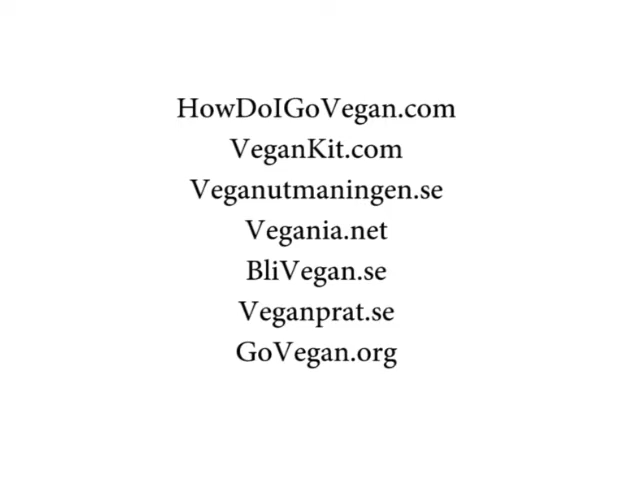 HowDoIGoVegan.com
VeganKit.com
Veganutmaningen.se
Vegania.net
BliVegan.se
Veganprat.se
GoVegan.org